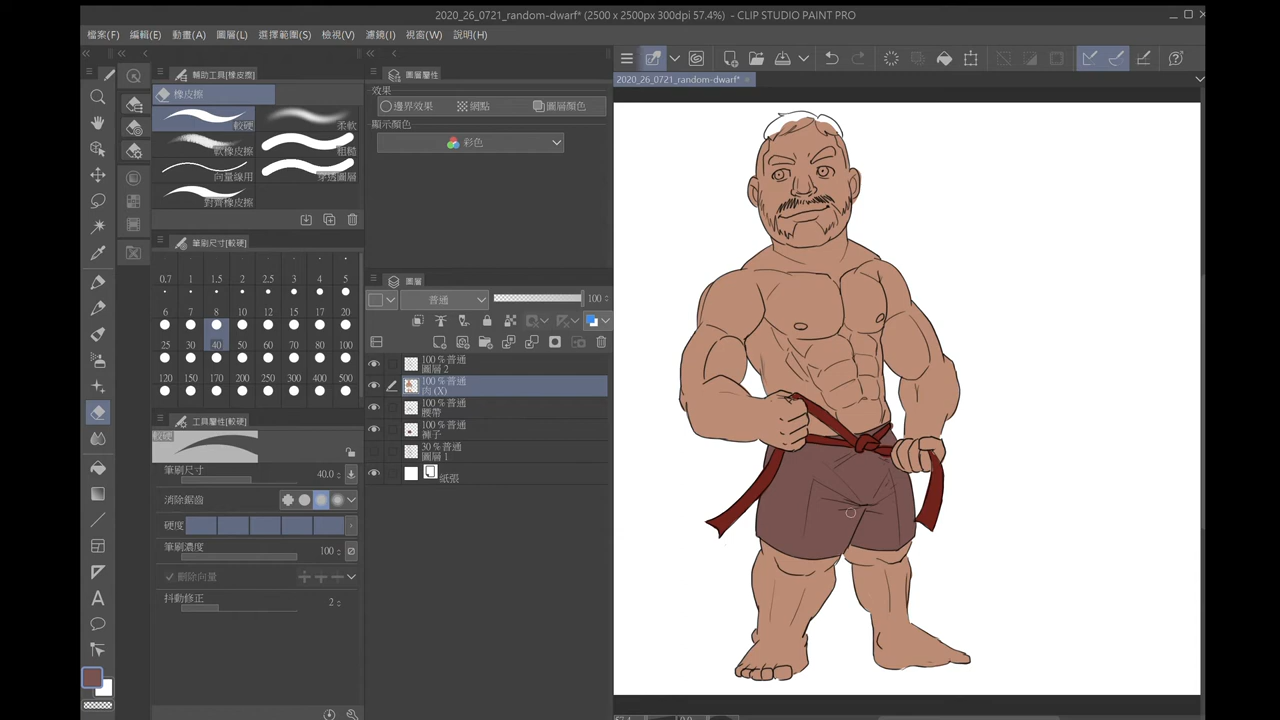 2020_26_0721_random-dwarf* (2500 x 2500px 300dpi 57.4%) - CLIP STUDIO PAINT PRO
檔案(F) 編輯(E) 動畫(A) 圖層(L) 選擇範圍(S) 檢視(V) 濾鏡(I) 視窗(W) 說明(H)
2020_26_0721_random-dwarf*
輔助工具[橡皮擦]
橡皮擦
較硬 柔軟
軟橡皮擦 粗糙
向量線用 穿透圖層
對齊橡皮擦
筆刷尺寸[較硬]
0.7 1 1.5 2 2.5 3 4 5
6 7 8 10 12 15 17 20
25 30 40 50 60 70 80 100
120 150 170 200 250 300 400 500
工具屬性[較硬]
較硬
筆刷尺寸 40.0
消除鋸齒
硬度
筆刷濃度 100
刪除向量
抖動修正 2
圖層屬性
效果
邊界效果 網點 圖層顏色
顯示顏色
彩色
圖層
普通 100
100 %普通
圖層 2
100 %普通
肉 (X)
100 %普通
腰帶
100 %普通
褲子
30 %普通
圖層 1
紙張